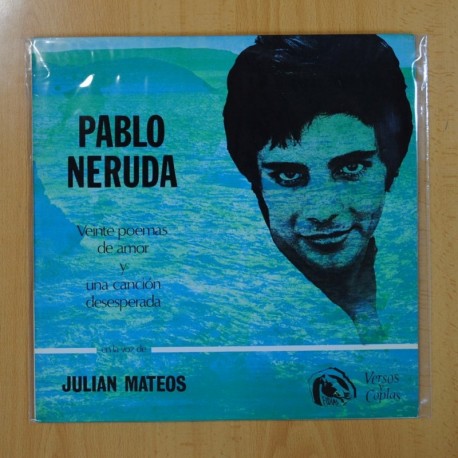 PABLO
NERUDA
Veinte poemas
de amor
y
una canción
desesperada
en la voz de
JULIAN MATEOS
Versos
y
Coplas